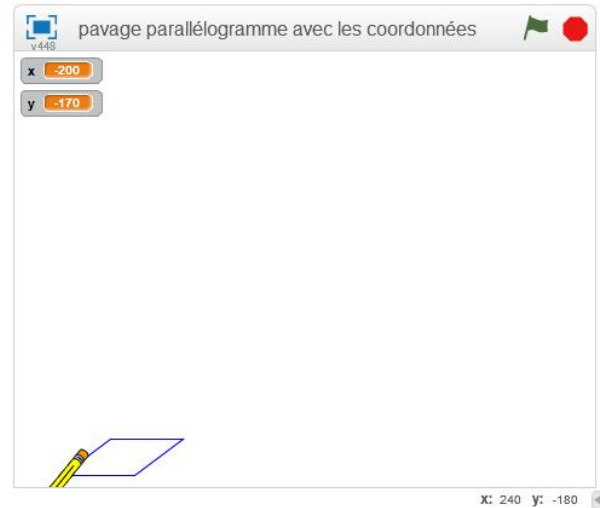 pavage parallélogramme avec les coordonnées
v448
x -200
y -170
X: 240 y: -180